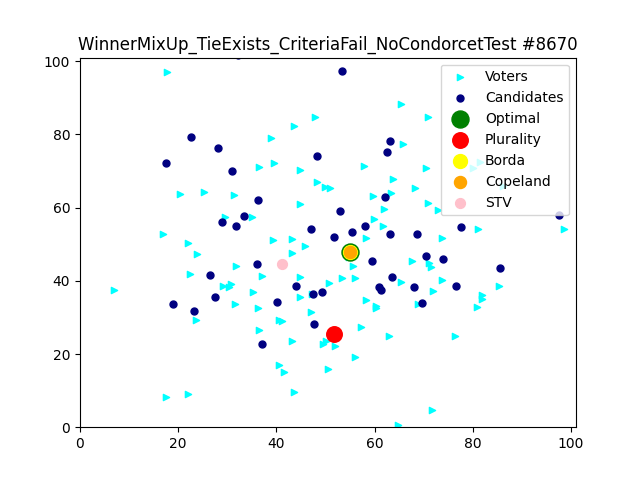 WinnerMixUp_TieExists_CriteriaFail_NoCondorcetTest #8670
100
80
60
40
20
0
0
20
40
60
80
100
Voters
Candidates
Optimal
Plurality
Borda
Copeland
STV